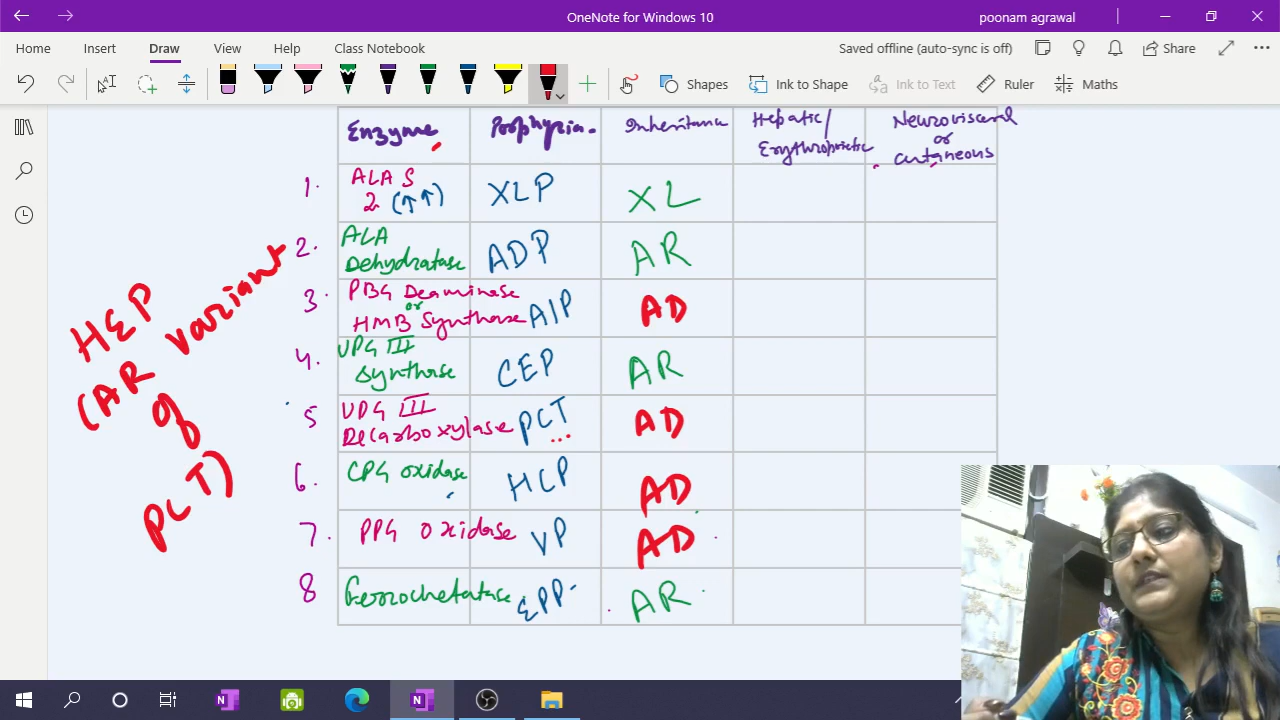 OneNote for Windows 10
poonam agrawal
Home Insert Draw View Help Class Notebook
Saved offline (auto-sync is off)
Share
Shapes
Ink to Shape
Ink to Text
Ruler
Maths
Enzyme Porphyria. Inheritance Hepatic/ Erythropoietic Neurovisceral or cutaneous
1. ALA S 2 (↑↑) XLP XL
2. ALA Dehydratase ADP AR
3. PBG Deaminase or HMB Synthase AIP AD
4. UPG III Synthase CEP AR
5 UPG III Decarboxylase PCT AD
6. CPG oxidase HCP AD
7. PPG oxidase VP AD
8 EPP AR
HEP
(AR variant
of
PCT)